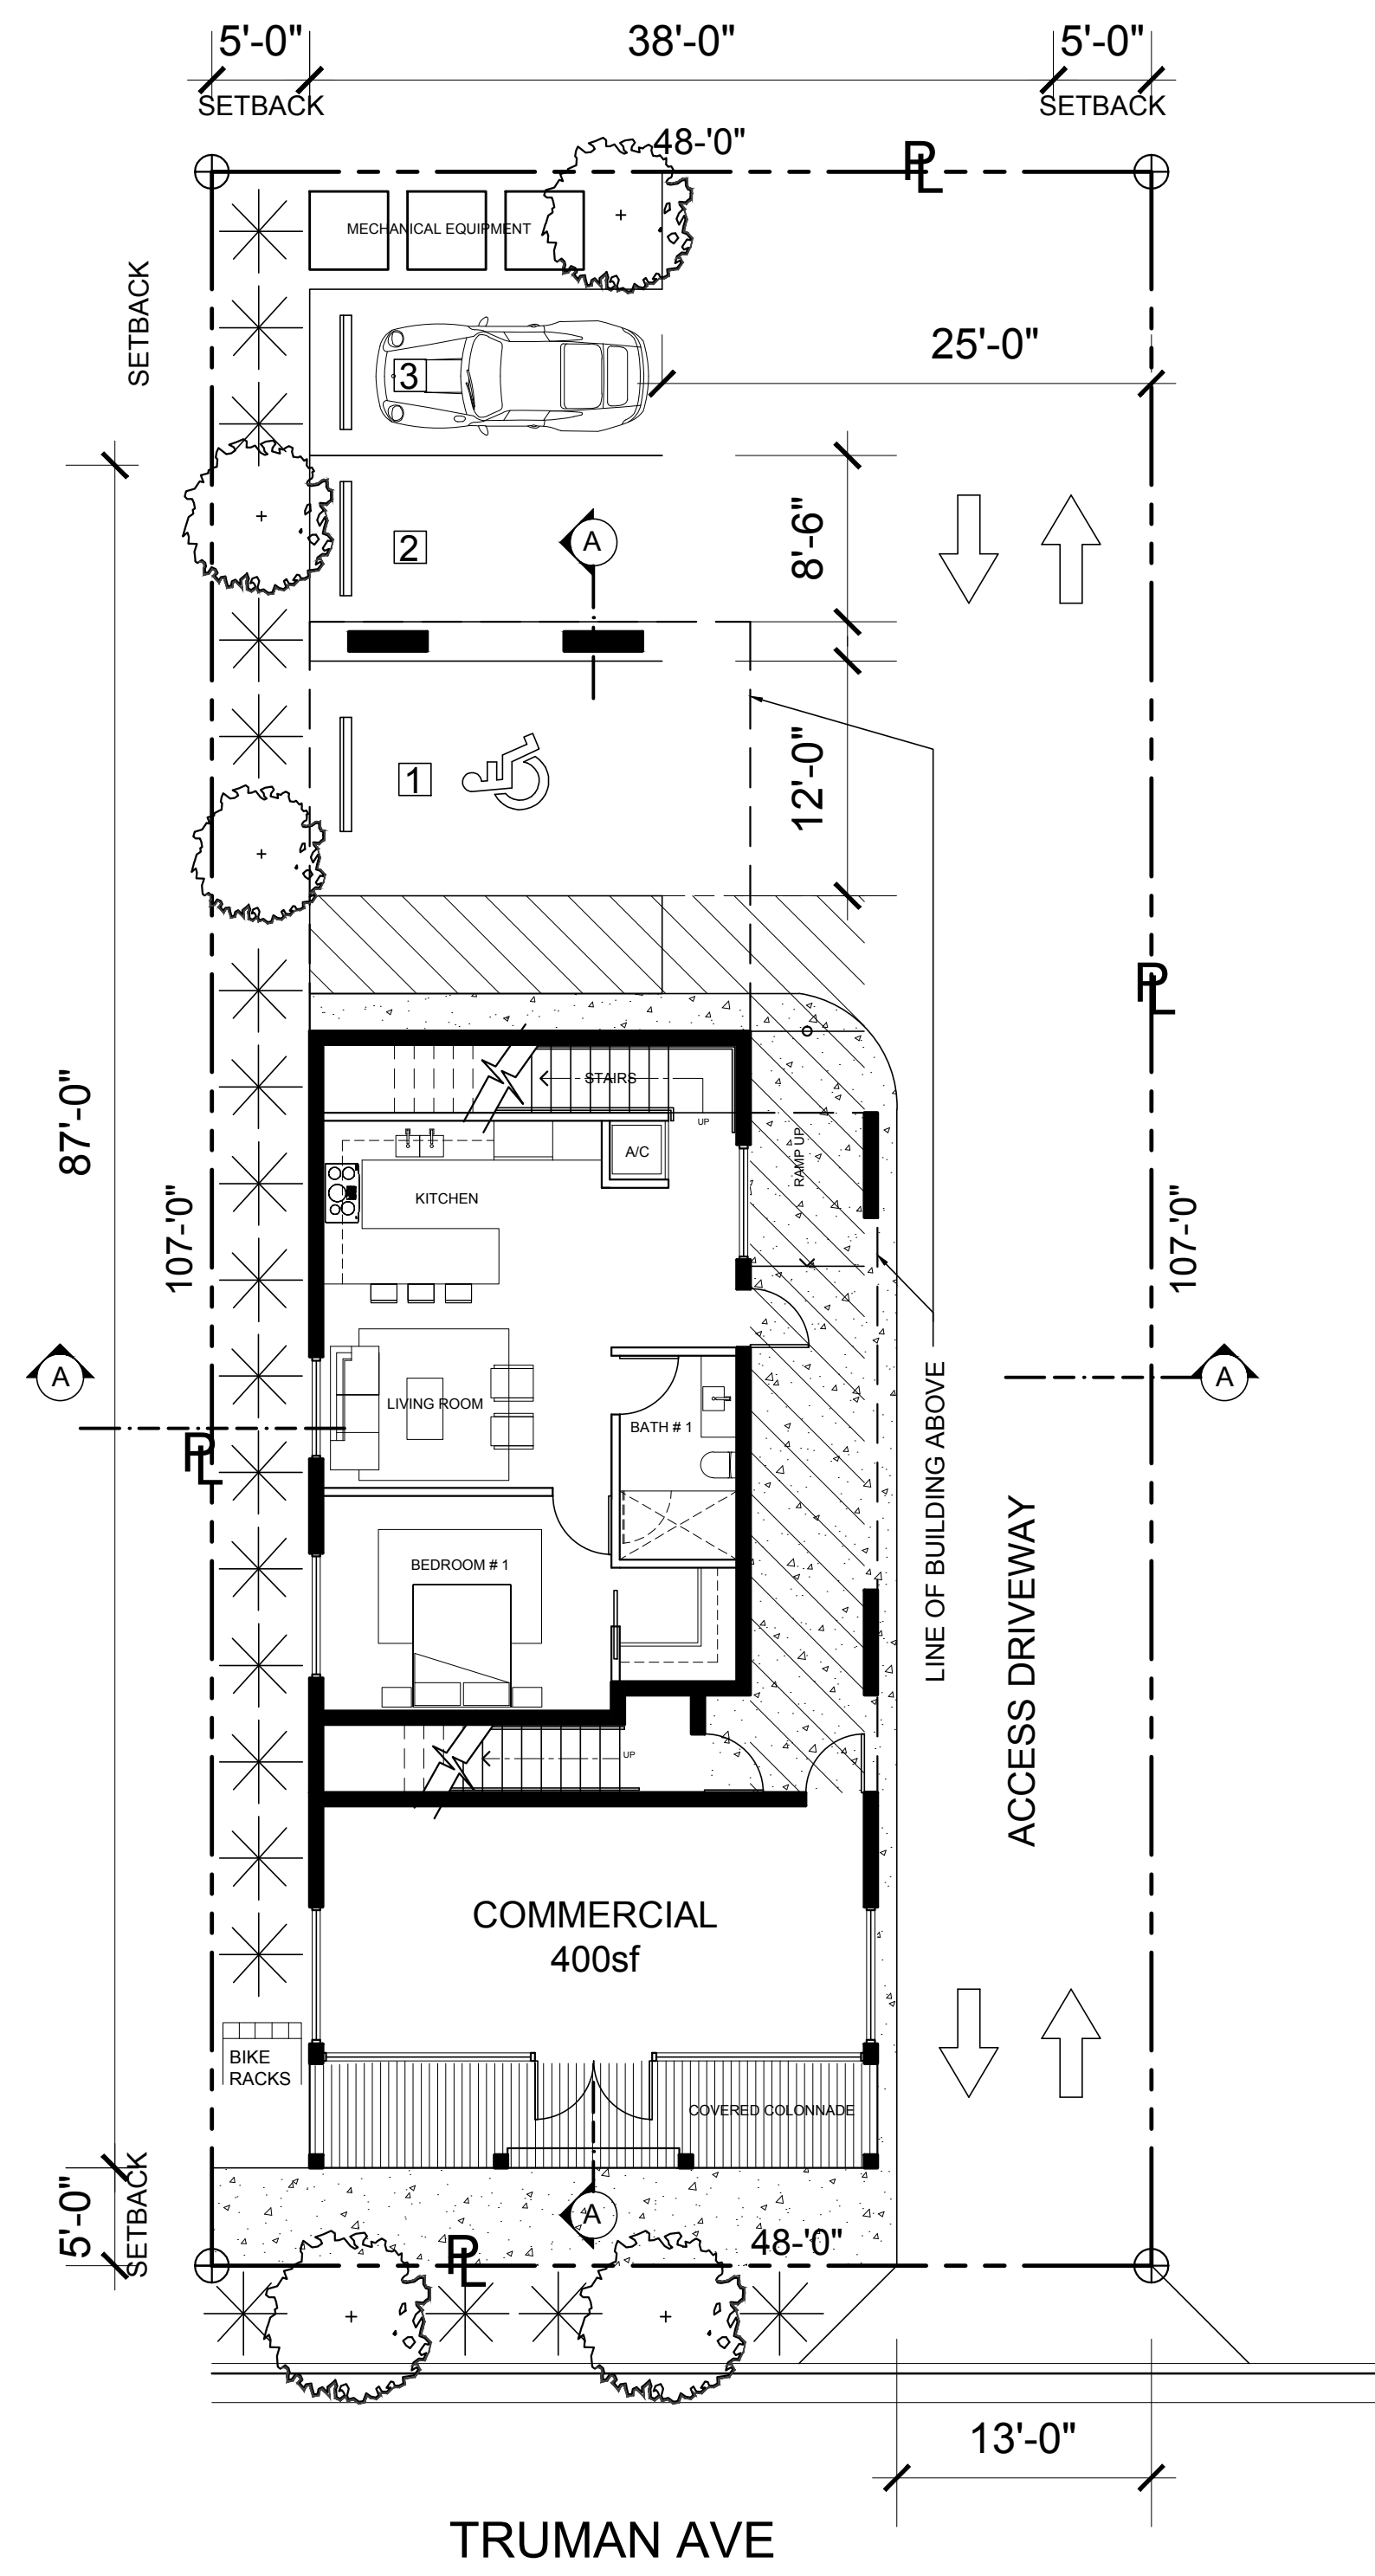 5'-0"
38'-0"
5'-0"
SETBACK
SETBACK
48-'0"
PL
MECHANICAL EQUIPMENT
SETBACK
25'-0"
3
8'-6"
2
A
12'-0"
1
PL
87'-0"
STAIRS
UP
RAMP UP
A/C
KITCHEN
107-'0"
107-'0"
A
A
LIVING ROOM
BATH # 1
PL
LINE OF BUILDING ABOVE
ACCESS DRIVEWAY
BEDROOM # 1
UP
COMMERCIAL
400sf
BIKE
RACKS
COVERED COLONNADE
5'-0"
SETBACK
A
48-'0"
PL
13'-0"
TRUMAN AVE